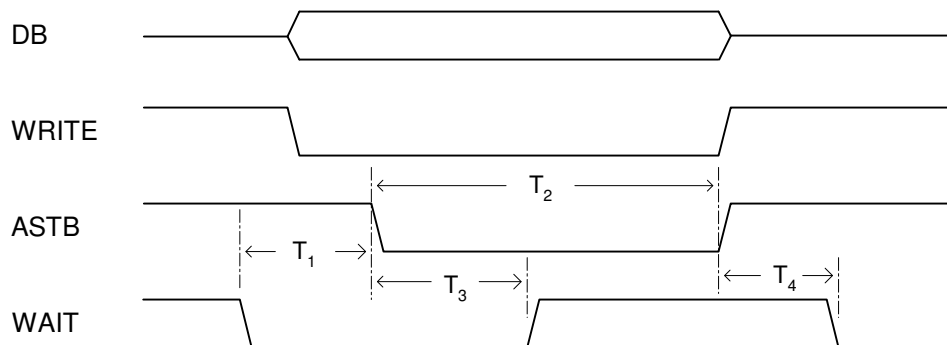 DB
WRITE
T₂
ASTB
T₁
T₃
T₄
WAIT